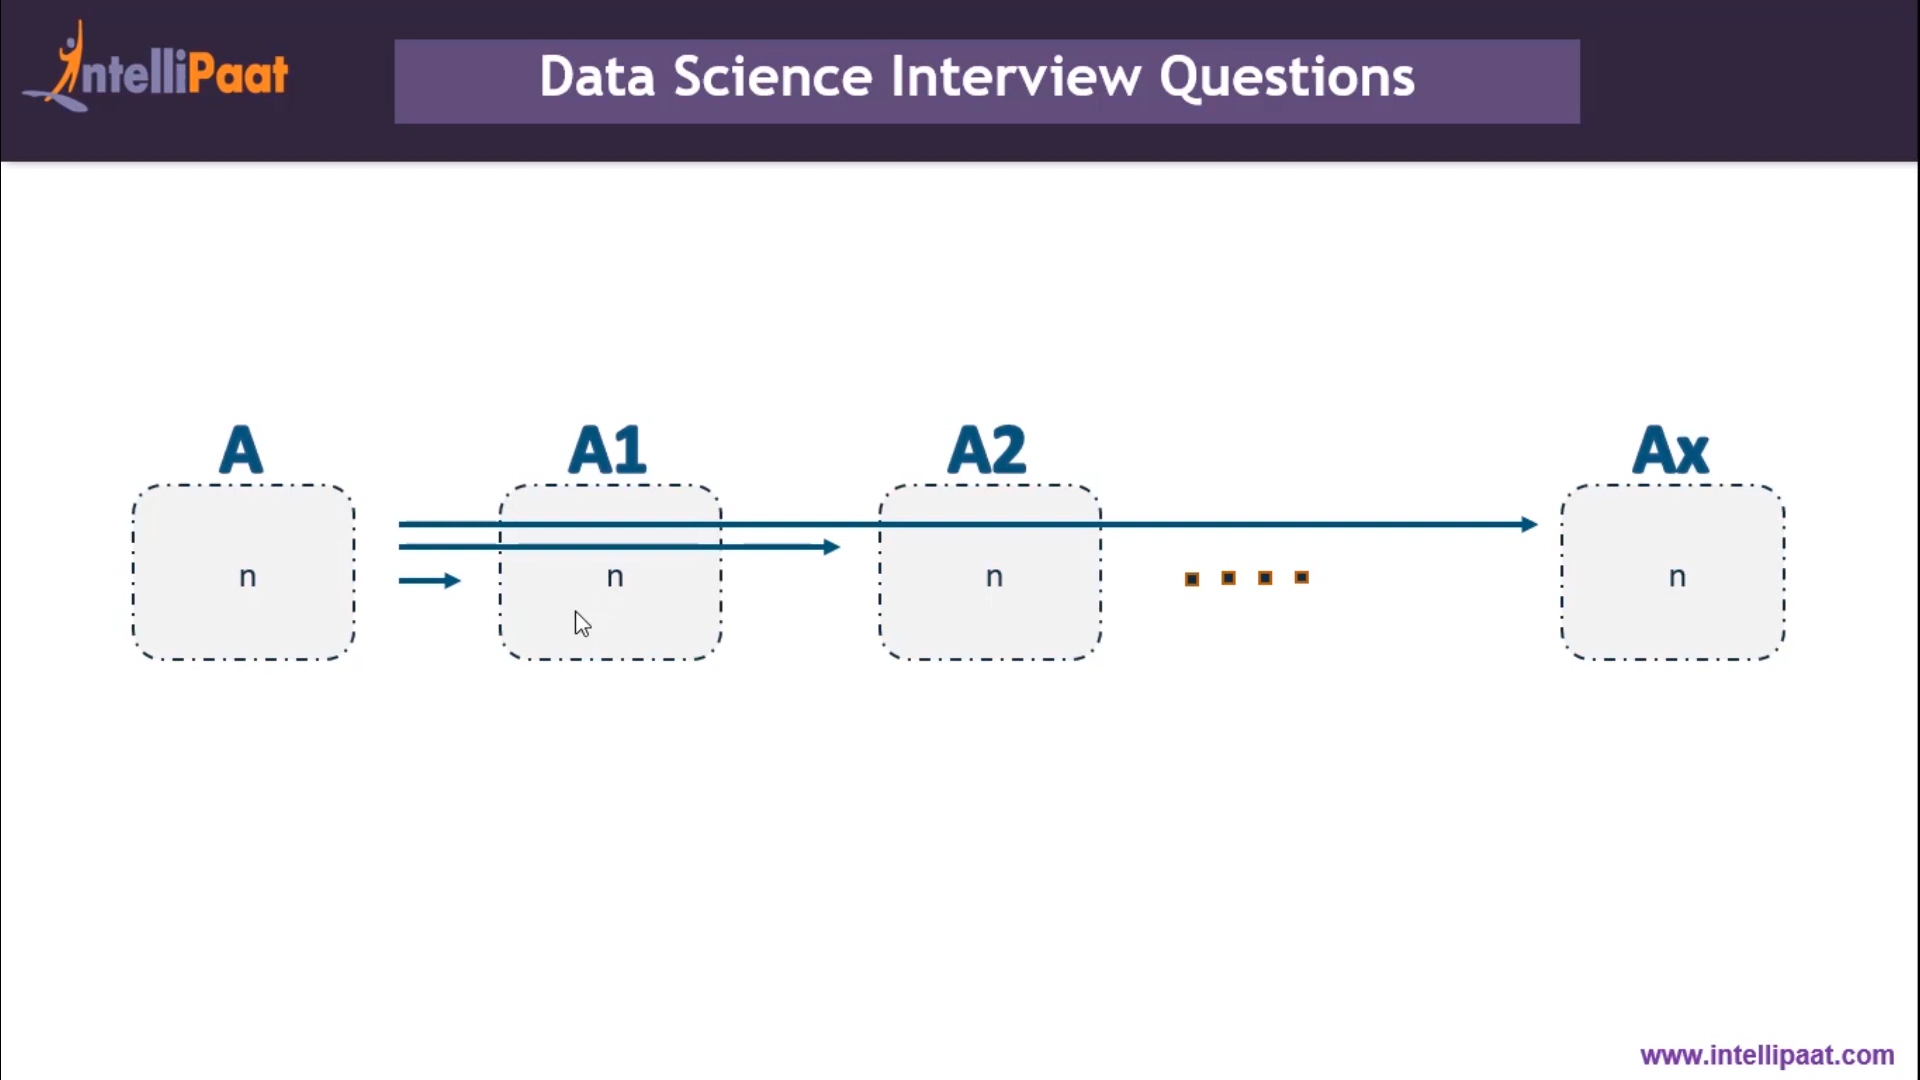 IntelliPaat
Data Science Interview Questions
A A1 A2 Ax
n n n n
www.intellipaat.com